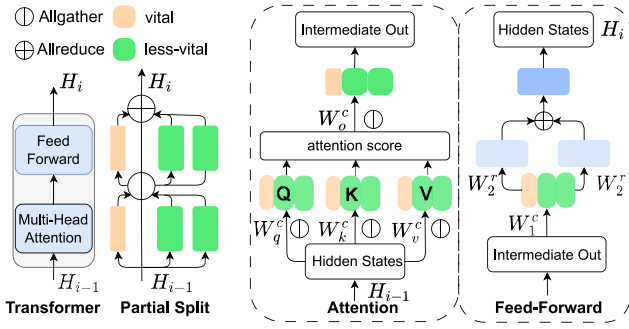 Allgather
vital
Allreduce
less-vital
H_i
Feed
Forward
Multi-Head
Attention
H_{i-1}
Transformer
H_i
H_{i-1}
Partial Split
Intermediate Out
W_o^c
attention score
Q
K
V
W_q^c
W_k^c
W_v^c
Hidden States
H_{i-1}
Attention
Hidden States
H_i
W_2^r
W_2^r
W_1^c
Intermediate Out
Feed-Forward